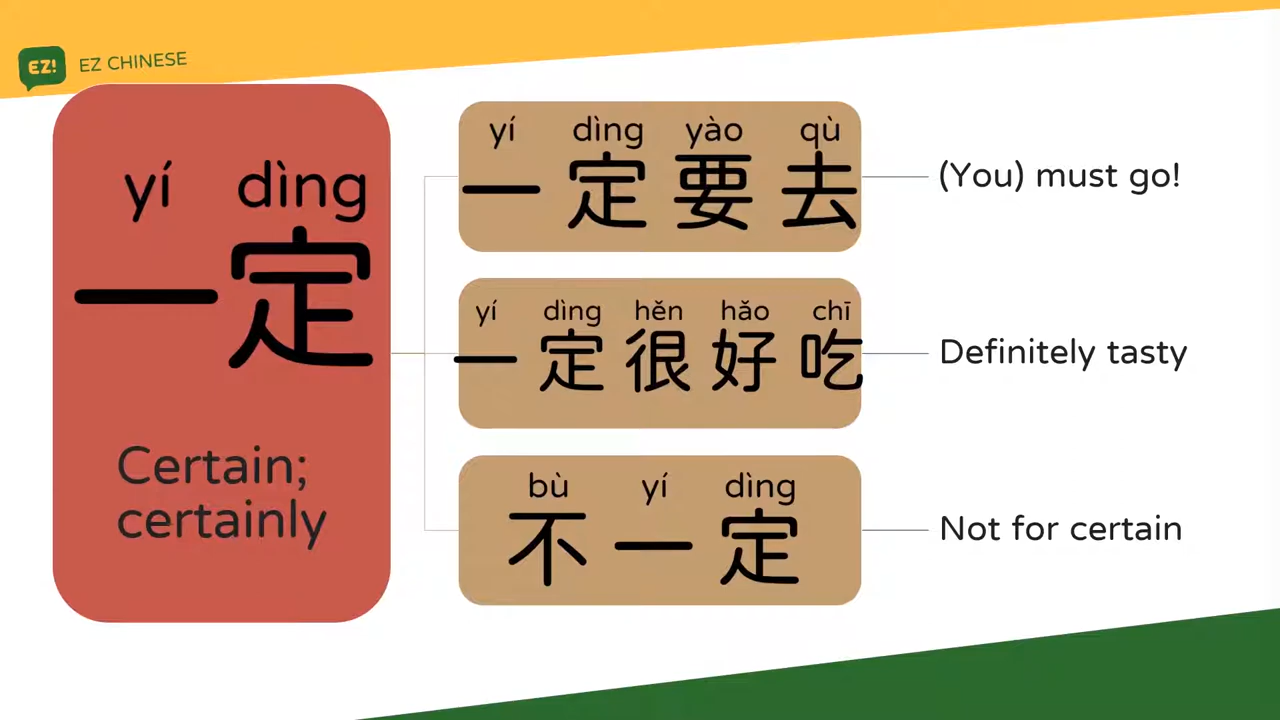 EZ!
EZ CHINESE
yí dìng
一定
Certain;
certainly
yí dìng yào qù
一定要去
(You) must go!
yí dìng hěn hǎo chī
一定很好吃
Definitely tasty
bù yí dìng
不一定
Not for certain